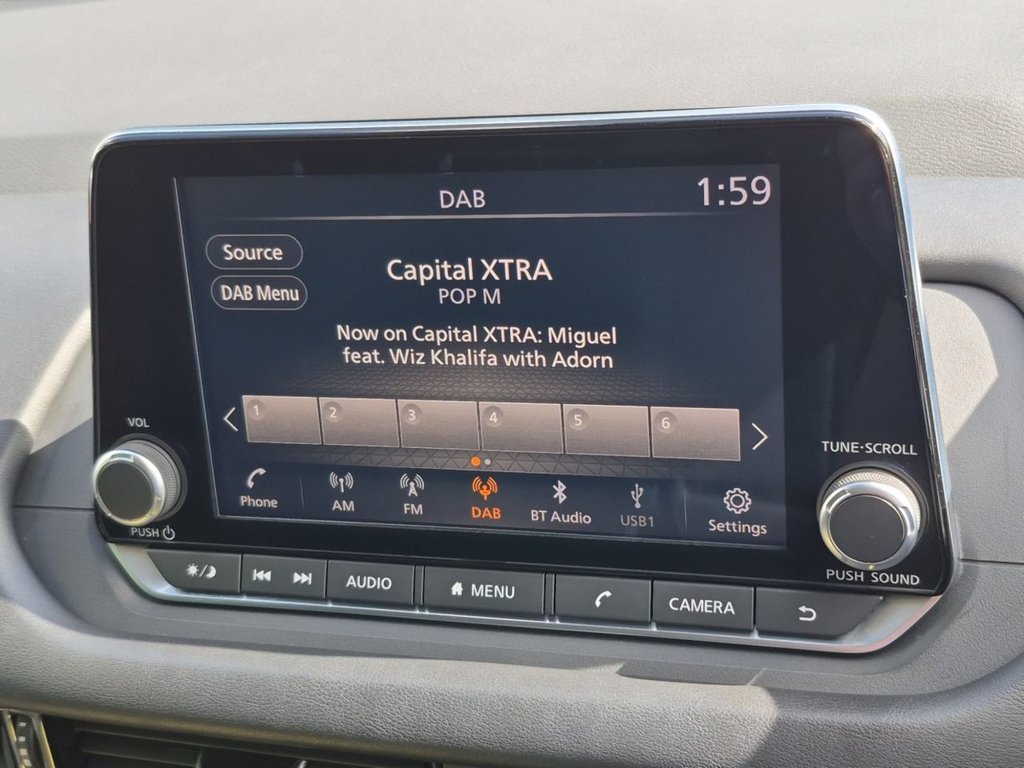 DAB
1:59
Source
DAB Menu
Capital XTRA
POP M
Now on Capital XTRA: Miguel
feat. Wiz Khalifa with Adorn
1 2 3 4 5 6
Phone AM FM DAB BT Audio USB1 Settings
VOL
PUSH
TUNE·SCROLL
PUSH SOUND
AUDIO MENU CAMERA